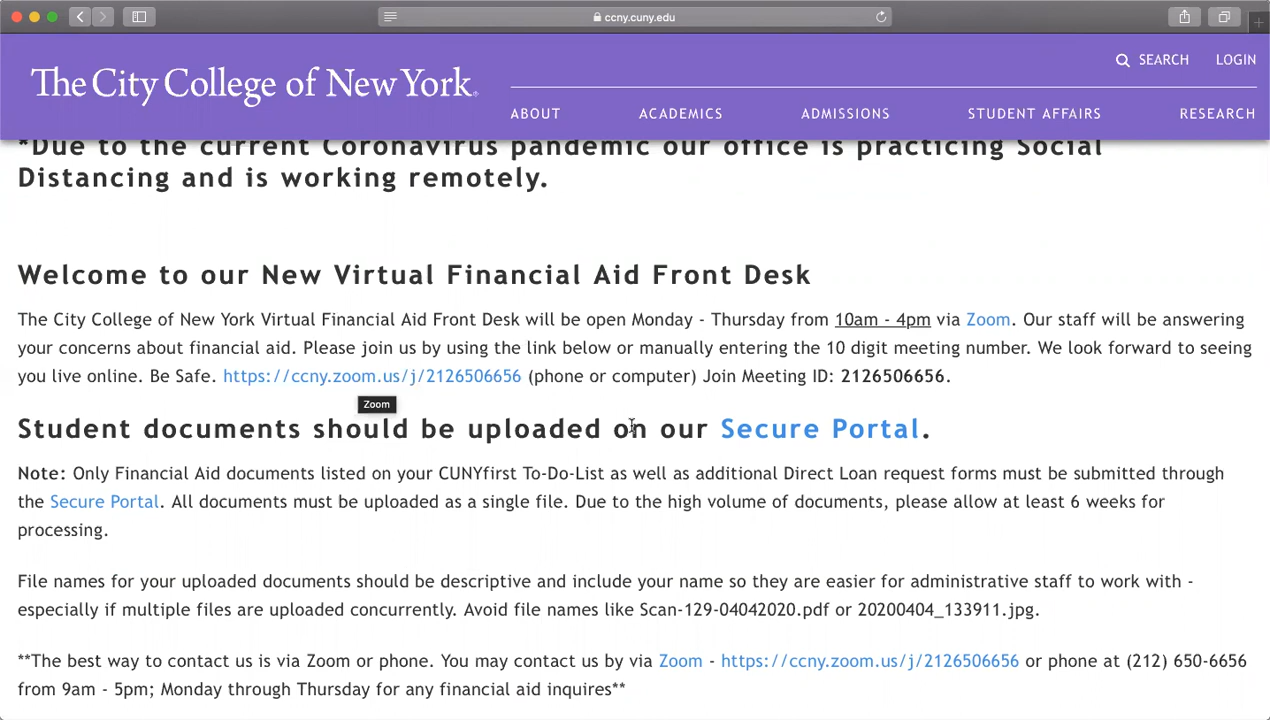 ccny.cuny.edu
SEARCH LOGIN
The City College of New York
ABOUT ACADEMICS ADMISSIONS STUDENT AFFAIRS RESEARCH
*Due to the current Coronavirus pandemic our office is practicing Social
Distancing and is working remotely.
Welcome to our New Virtual Financial Aid Front Desk
The City College of New York Virtual Financial Aid Front Desk will be open Monday - Thursday from 10am - 4pm via Zoom. Our staff will be answering
your concerns about financial aid. Please join us by using the link below or manually entering the 10 digit meeting number. We look forward to seeing
you live online. Be Safe. https://ccny.zoom.us/j/2126506656 (phone or computer) Join Meeting ID: 2126506656.
Zoom
Student documents should be uploaded on our Secure Portal.
Note: Only Financial Aid documents listed on your CUNYfirst To-Do-List as well as additional Direct Loan request forms must be submitted through
the Secure Portal. All documents must be uploaded as a single file. Due to the high volume of documents, please allow at least 6 weeks for
processing.
File names for your uploaded documents should be descriptive and include your name so they are easier for administrative staff to work with -
especially if multiple files are uploaded concurrently. Avoid file names like Scan-129-04042020.pdf or 20200404_133911.jpg.
**The best way to contact us is via Zoom or phone. You may contact us by via Zoom - https://ccny.zoom.us/j/2126506656 or phone at (212) 650-6656
from 9am - 5pm; Monday through Thursday for any financial aid inquires**